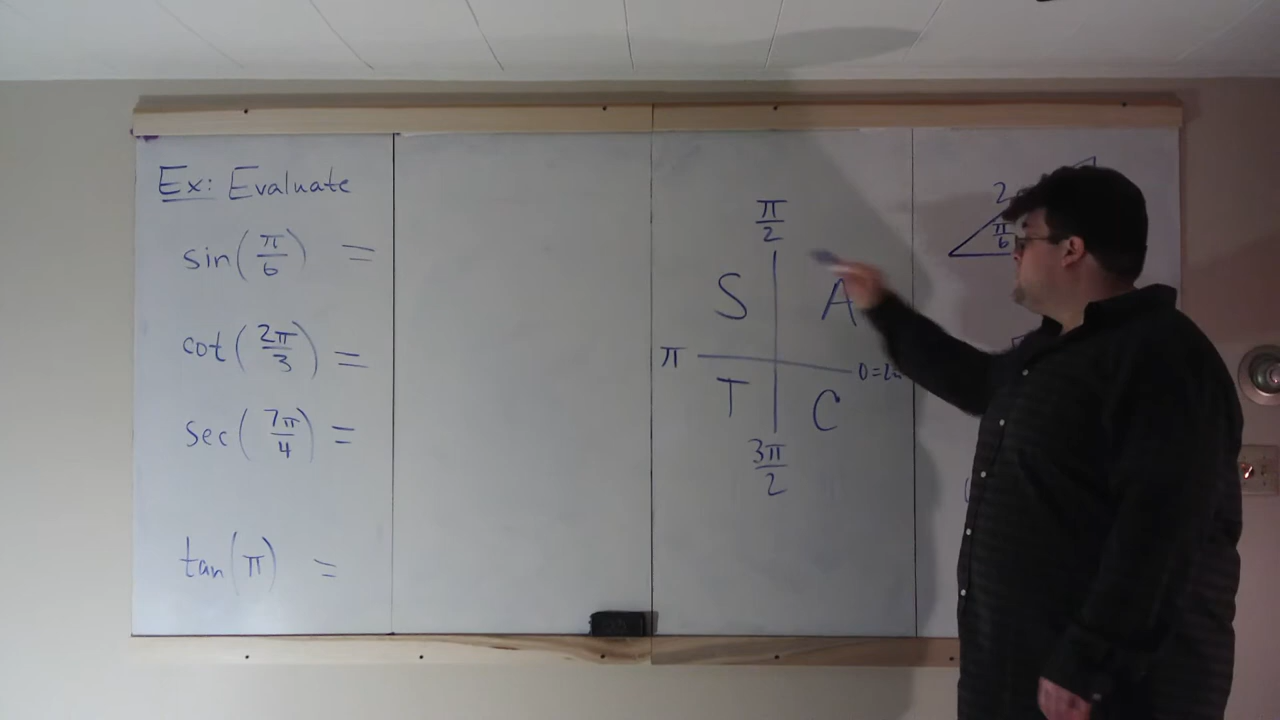 Ex: Evaluate
sin(π/6) =
cot(2π/3) =
sec(7π/4) =
tan(π) =
π/2
S A
π
T C
3π/2
2
π/6